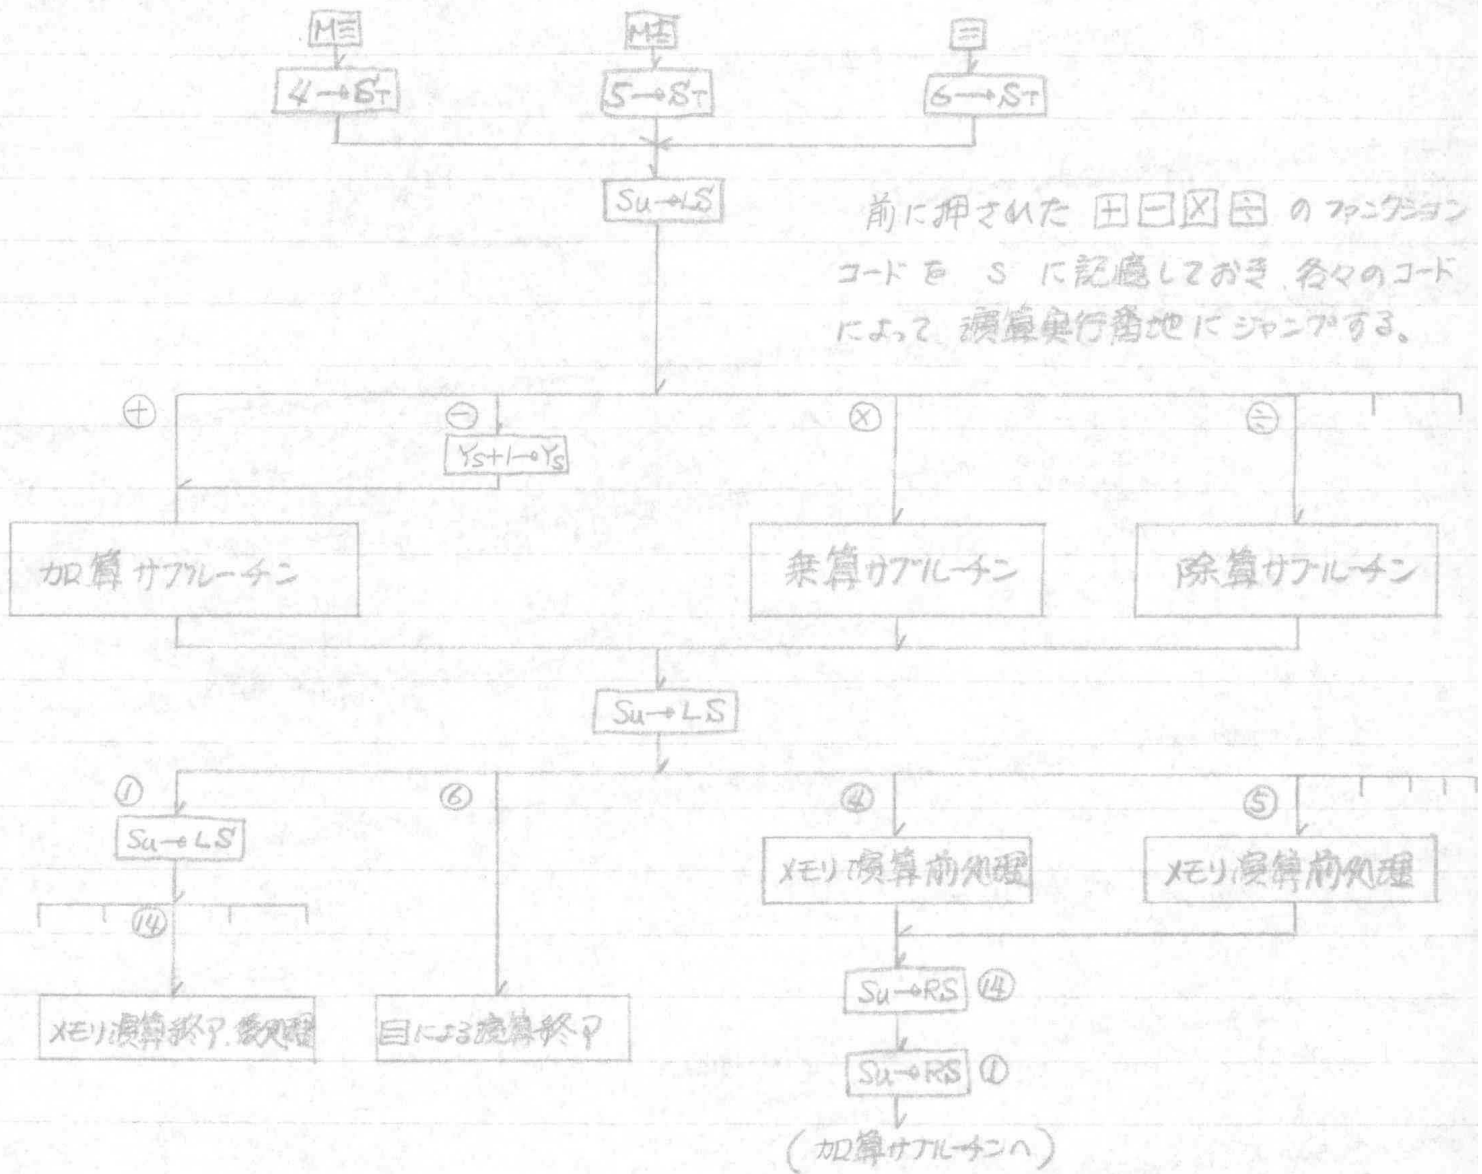 M≡ M± =
4→ST 5→ST 6→ST
Su→LS
前に押された + − × ÷ のファンクション
コードを S に記憶しておき、各々のコード
によって 演算実行番地にジャンプする。
+ − × ÷
Ys+1→Ys
加算サブルーチン 乗算サブルーチン 除算サブルーチン
Su→LS
① ⑥ ④ ⑤
Su→LS メモリ演算前処理 メモリ演算前処理
⑭
Su→RS ⑭
メモリ演算終了.後処理 による演算終了
Su→RS ①
(加算サブルーチンへ)